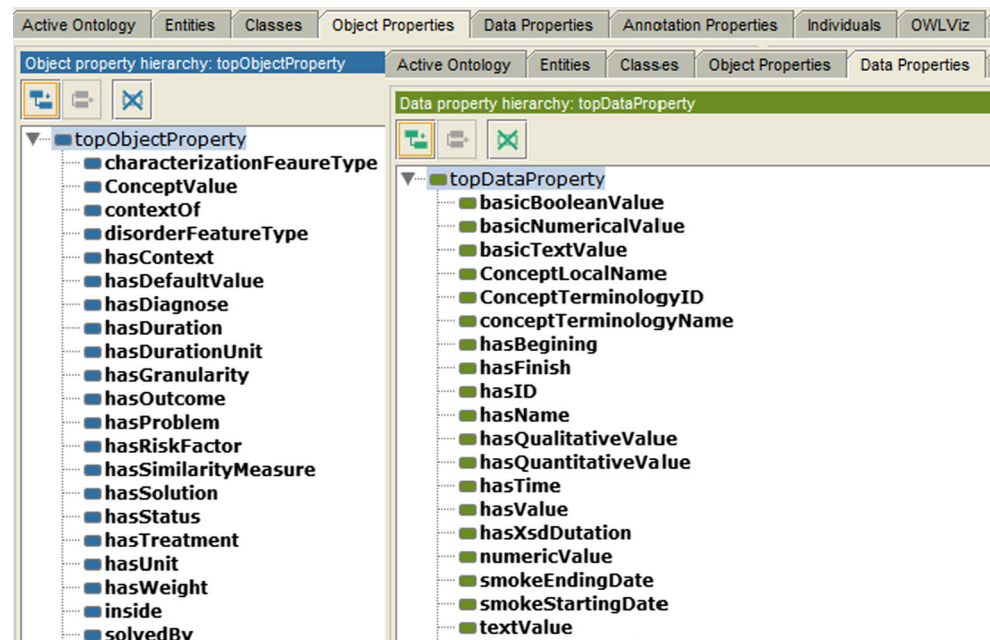 Active Ontology Entities Classes Object Properties Data Properties Annotation Properties Individuals OWLViz
Object property hierarchy: topObjectProperty
topObjectProperty
characterizationFeaureType
ConceptValue
contextOf
disorderFeatureType
hasContext
hasDefaultValue
hasDiagnose
hasDuration
hasDurationUnit
hasGranularity
hasOutcome
hasProblem
hasRiskFactor
hasSimilarityMeasure
hasSolution
hasStatus
hasTreatment
hasUnit
hasWeight
inside
solvedBy
Active Ontology Entities Classes Object Properties Data Properties
Data property hierarchy: topDataProperty
topDataProperty
basicBooleanValue
basicNumericalValue
basicTextValue
ConceptLocalName
ConceptTerminologyID
conceptTerminologyName
hasBegining
hasFinish
hasID
hasName
hasQualitativeValue
hasQuantitativeValue
hasTime
hasValue
hasXsdDutation
numericValue
smokeEndingDate
smokeStartingDate
textValue